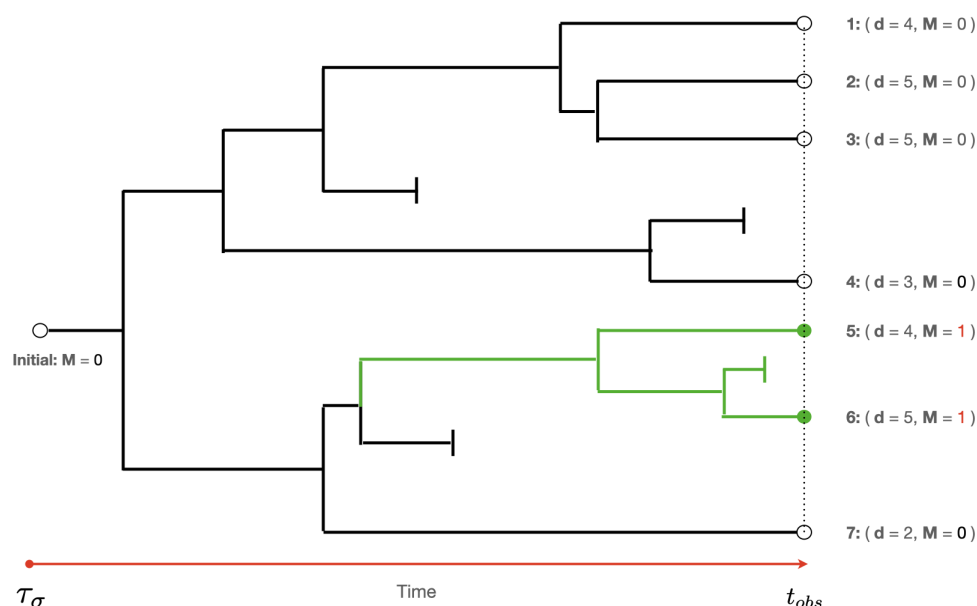 1: ( d = 4, M = 0 )
2: ( d = 5, M = 0 )
3: ( d = 5, M = 0 )
4: ( d = 3, M = 0 )
5: ( d = 4, M = 1 )
Initial: M = 0
6: ( d = 5, M = 1 )
7: ( d = 2, M = 0 )
τσ
Time
tobs